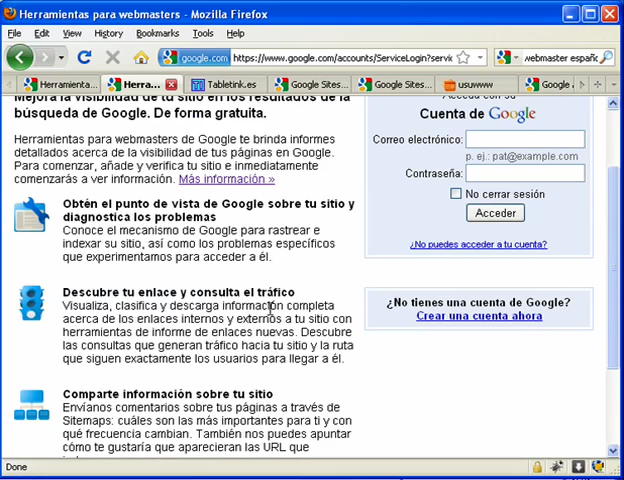 Herramientas para webmasters - Mozilla Firefox
File Edit View History Bookmarks Tools Help
google.com https://www.google.com/accounts/ServiceLogin?servi
webmaster españ
Herramienta
Herra...
Tabletink.es
Google Sites
Google Sites...
usuwww
Google
Mejora la visibilidad de tu sitio en los resultados de la
búsqueda de Google. De forma gratuita.
Herramientas para webmasters de Google te brinda informes
detallados acerca de la visibilidad de tus páginas en Google.
Para comenzar, añade y verifica tu sitio e inmediatamente
comenzarás a ver información. Más información »
Obtén el punto de vista de Google sobre tu sitio y
diagnostica los problemas
Conoce el mecanismo de Google para rastrear e
indexar su sitio, así como los problemas específicos
que experimentamos para acceder a él.
Descubre tu enlace y consulta el tráfico
Visualiza, clasifica y descarga información completa
acerca de los enlaces internos y externos a tu sitio con
herramientas de informe de enlaces nuevas. Descubre
las consultas que generan tráfico hacia tu sitio y la ruta
que siguen exactamente los usuarios para llegar a él.
Comparte información sobre tu sitio
Envíanos comentarios sobre tus páginas a través de
Sitemaps: cuáles son las más importantes para ti y con
qué frecuencia cambian. También nos puedes apuntar
cómo te gustaría que aparecieran las URL que
Acceda con su
Cuenta de Google
Correo electrónico:
p. ej.: pat@example.com
Contraseña:
No cerrar sesión
Acceder
¿No puedes acceder a tu cuenta?
¿No tienes una cuenta de Google?
Crear una cuenta ahora
Done